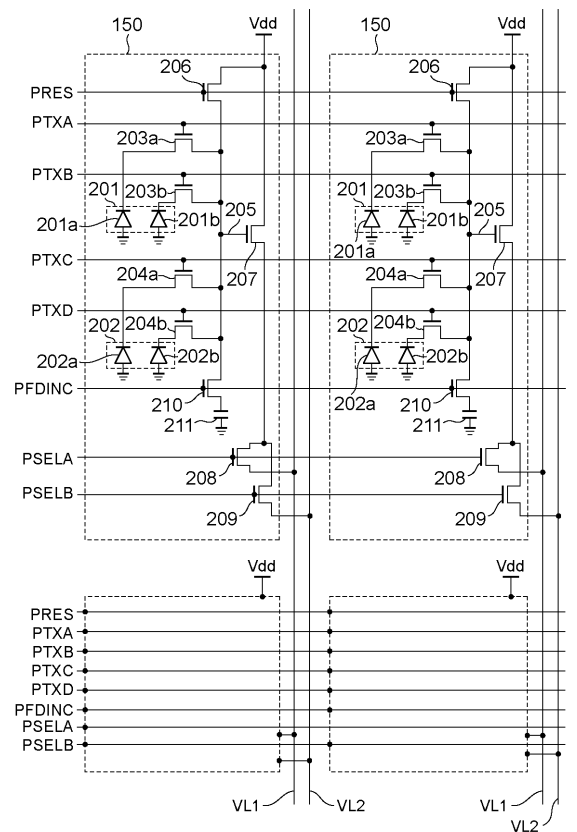 150 Vdd 150 Vdd
206 206
PRES
PTXA
203a 203a
PTXB
201 203b 201 203b
201a 201b 205 201a 201b 205
207 207
PTXC
204a 204a
PTXD
202 204b 202 204b
202a 202b 202a 202b
PFDINC
210 210
211 211
PSELA
208 208
PSELB
209 209
Vdd Vdd
PRES
PTXA
PTXB
PTXC
PTXD
PFDINC
PSELA
PSELB
VL1 VL2 VL1 VL2